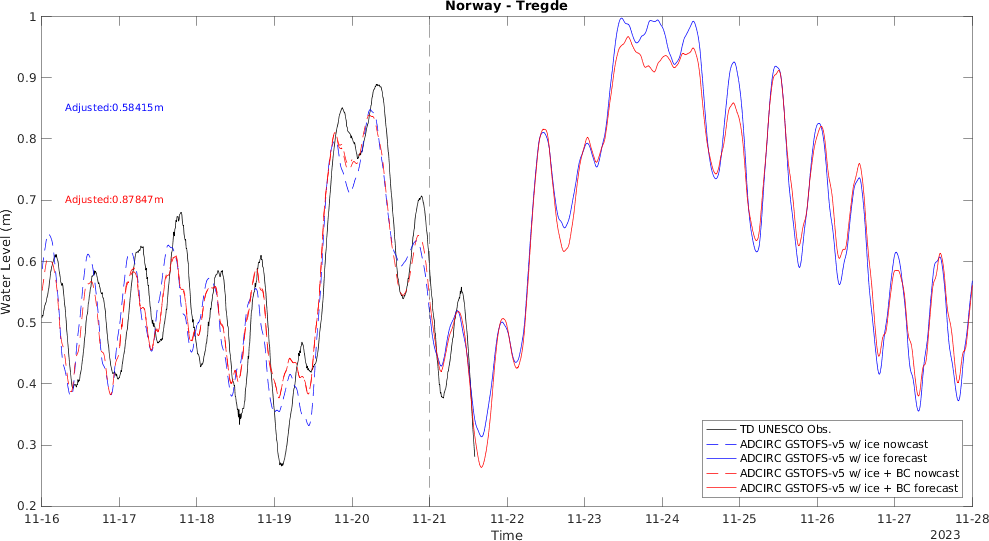 Norway - Tregde
1
0.9
0.8
0.7
0.6
0.5
0.4
0.3
0.2
Water Level (m)
Adjusted:0.58415m
Adjusted:0.87847m
TD UNESCO Obs.
ADCIRC GSTOFS-v5 w/ ice nowcast
ADCIRC GSTOFS-v5 w/ ice forecast
ADCIRC GSTOFS-v5 w/ ice + BC nowcast
ADCIRC GSTOFS-v5 w/ ice + BC forecast
11-16 11-17 11-18 11-19 11-20 11-21 11-22 11-23 11-24 11-25 11-26 11-27 11-28
Time
2023